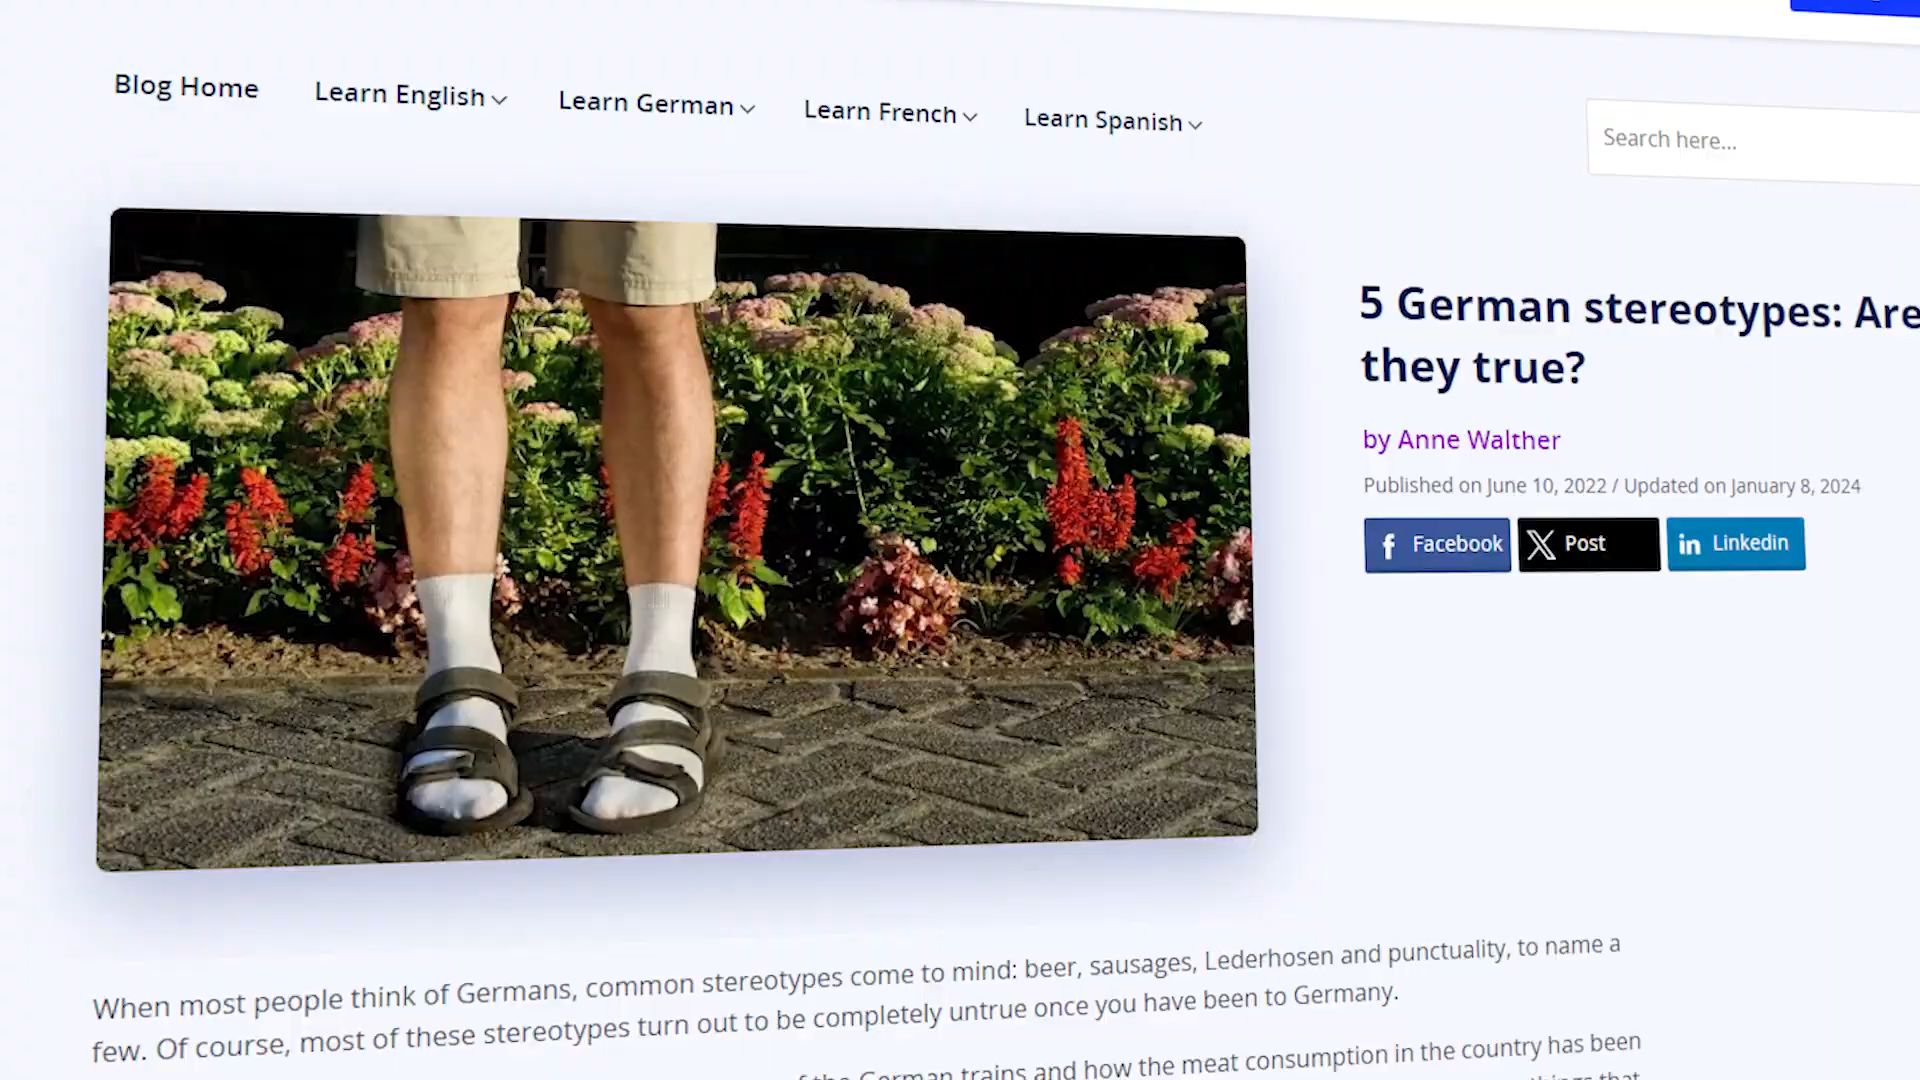 Blog Home
Learn English
Learn German
Learn French
Learn Spanish
Search here...
5 German stereotypes: Are
they true?
by Anne Walther
Published on June 10, 2022 / Updated on January 8, 2024
Facebook
Post
Linkedin
When most people think of Germans, common stereotypes come to mind: beer, sausages, Lederhosen and punctuality, to name a
few. Of course, most of these stereotypes turn out to be completely untrue once you have been to Germany.
the German trains and how the meat consumption in the country has been
things that